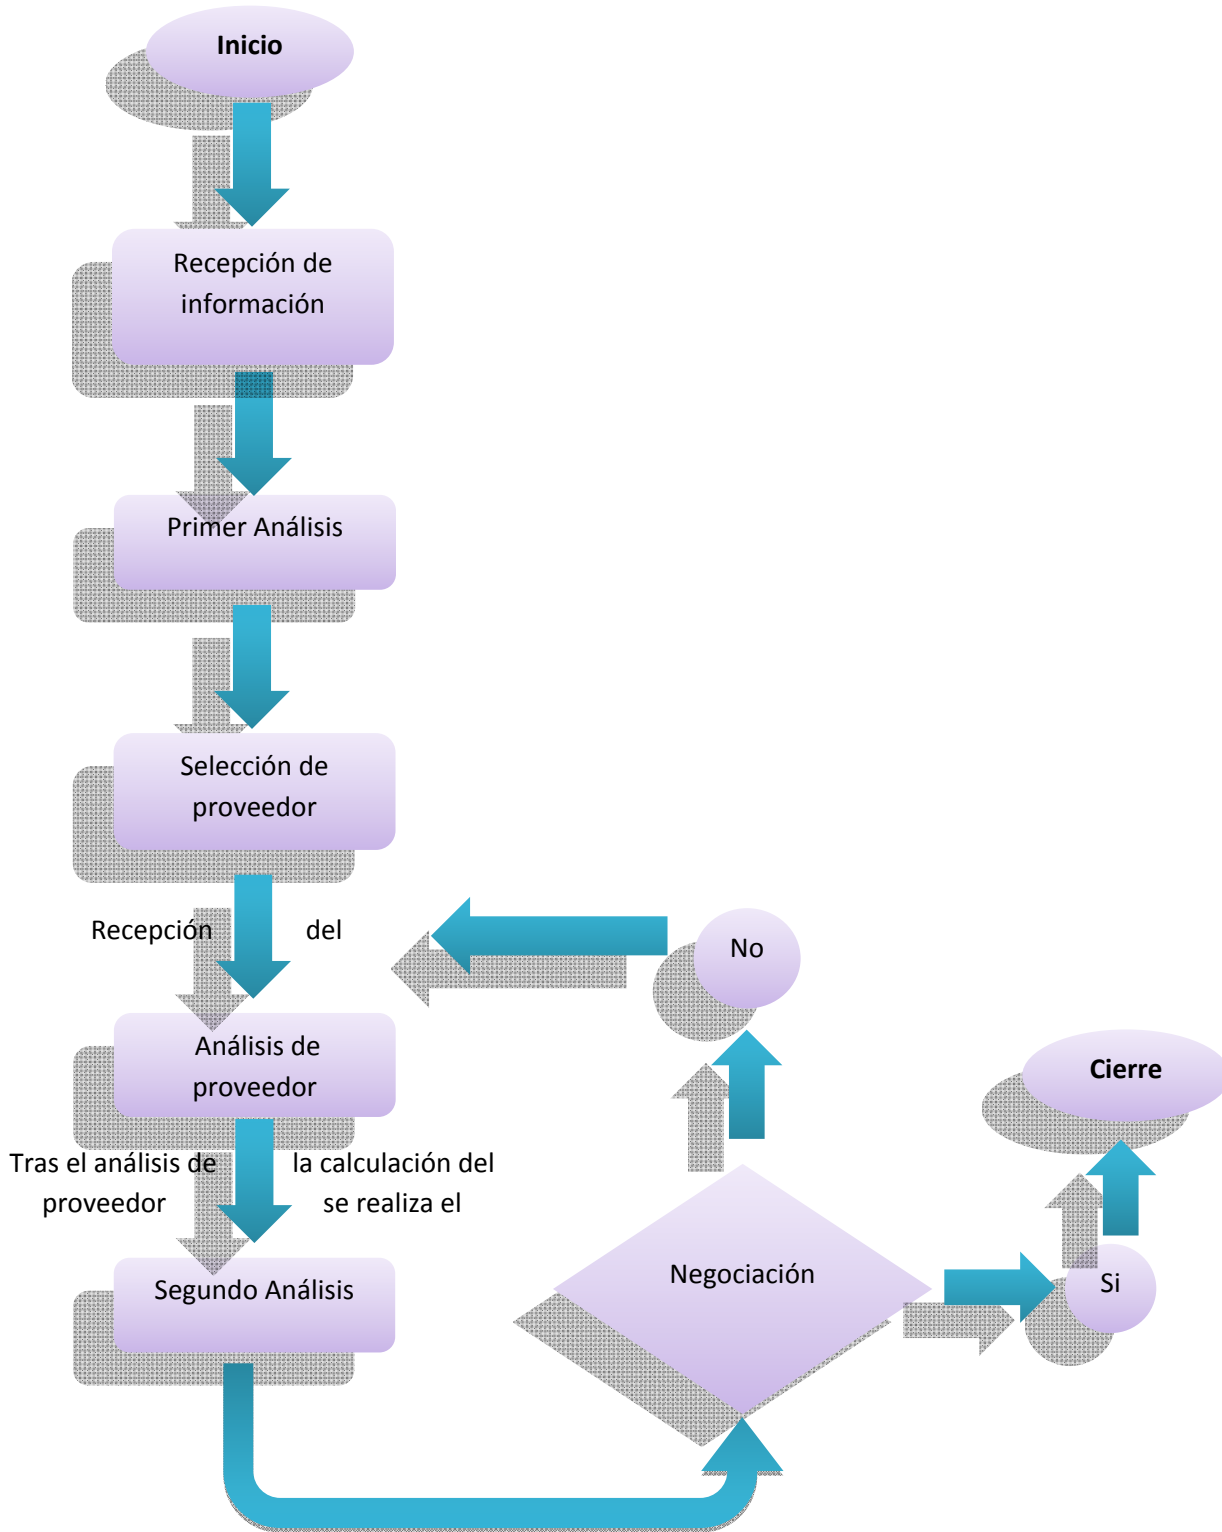 Inicio
Recepción de
información
Primer Análisis
Selección de
proveedor
Recepción del
Análisis de
proveedor
Tras el análisis de la calculación del
proveedor se realiza el
Segundo Análisis
Negociación
No
Si
Cierre